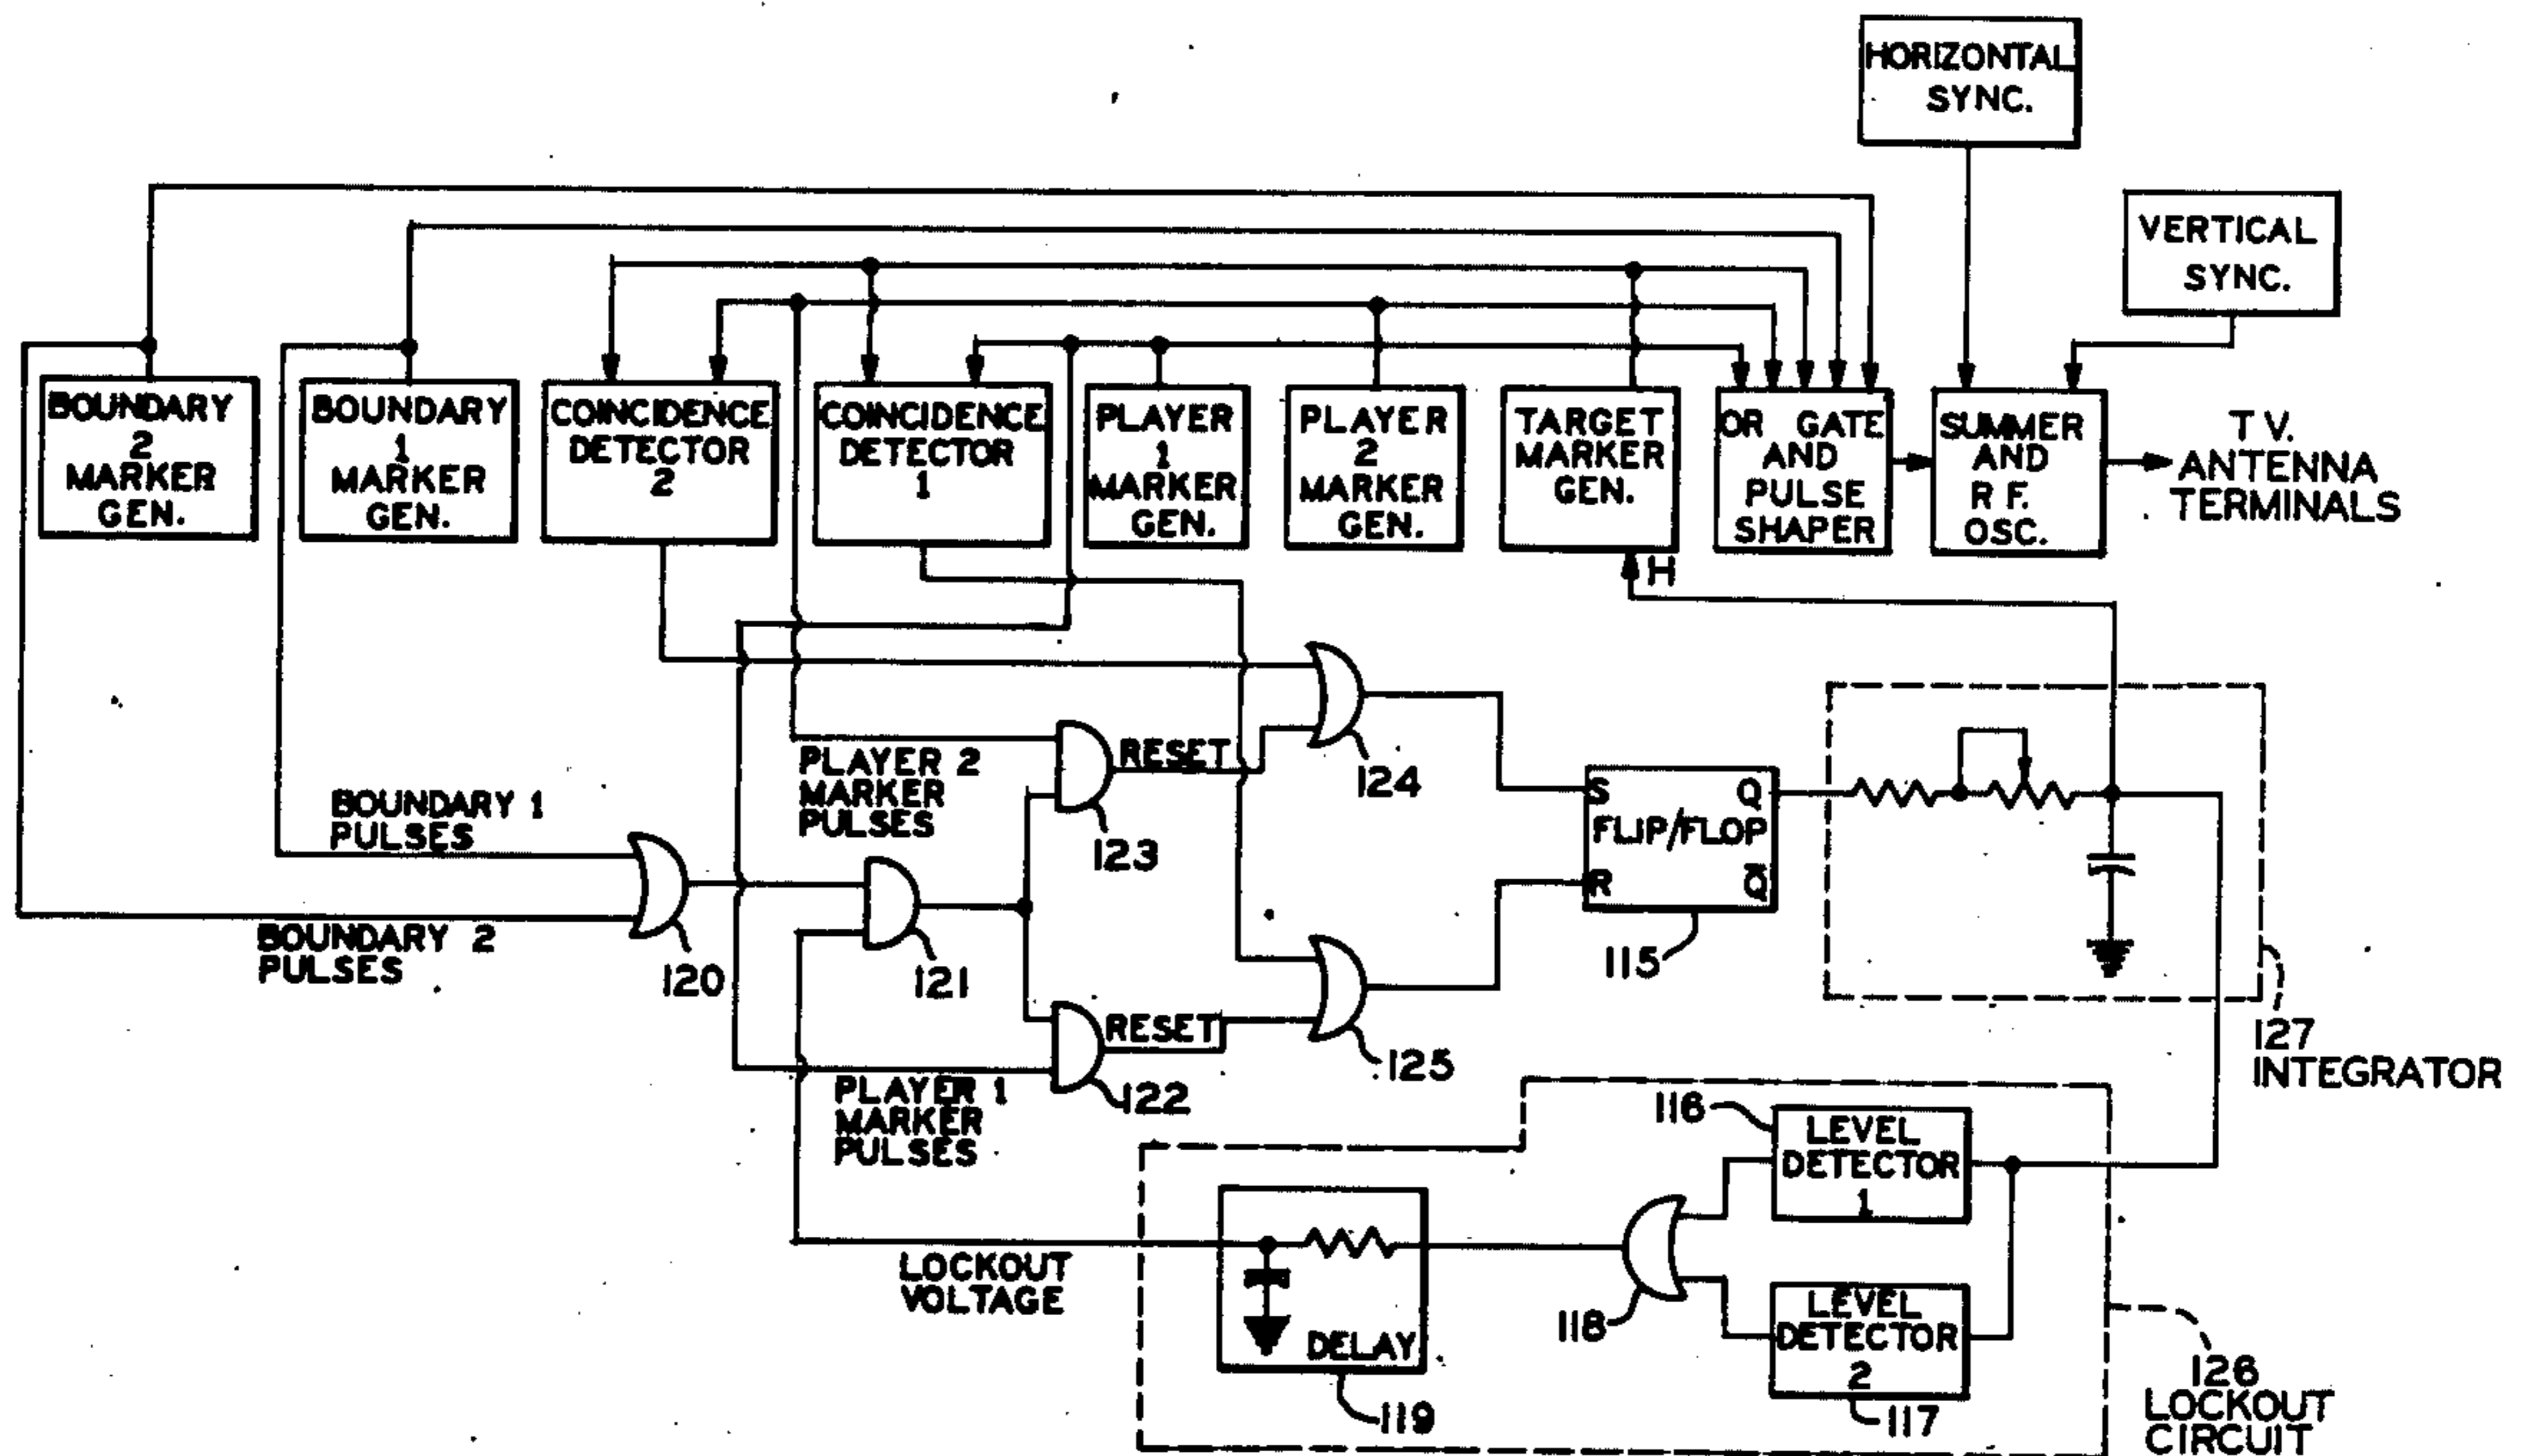 HORIZONTAL
SYNC.
VERTICAL
SYNC.
BOUNDARY
2
MARKER
GEN.
BOUNDARY
1
MARKER
GEN.
COINCIDENCE
DETECTOR
2
COINCIDENCE
DETECTOR
1
PLAYER
1
MARKER
GEN.
PLAYER
2
MARKER
GEN.
TARGET
MARKER
GEN.
OR GATE
AND
PULSE
SHAPER
SUMMER
AND
R F.
OSC.
T V.
ANTENNA
TERMINALS
H
PLAYER 2
MARKER
PULSES
RESET
123
124
BOUNDARY 1
PULSES
BOUNDARY 2
PULSES
120
121
S
Q
FLIP/FLOP
R
Q̅
115
RESET
122
125
PLAYER 1
MARKER
PULSES
127
INTEGRATOR
116
LEVEL
DETECTOR
1
LOCKOUT
VOLTAGE
DELAY
119
118
LEVEL
DETECTOR
2
117
126
LOCKOUT
CIRCUIT